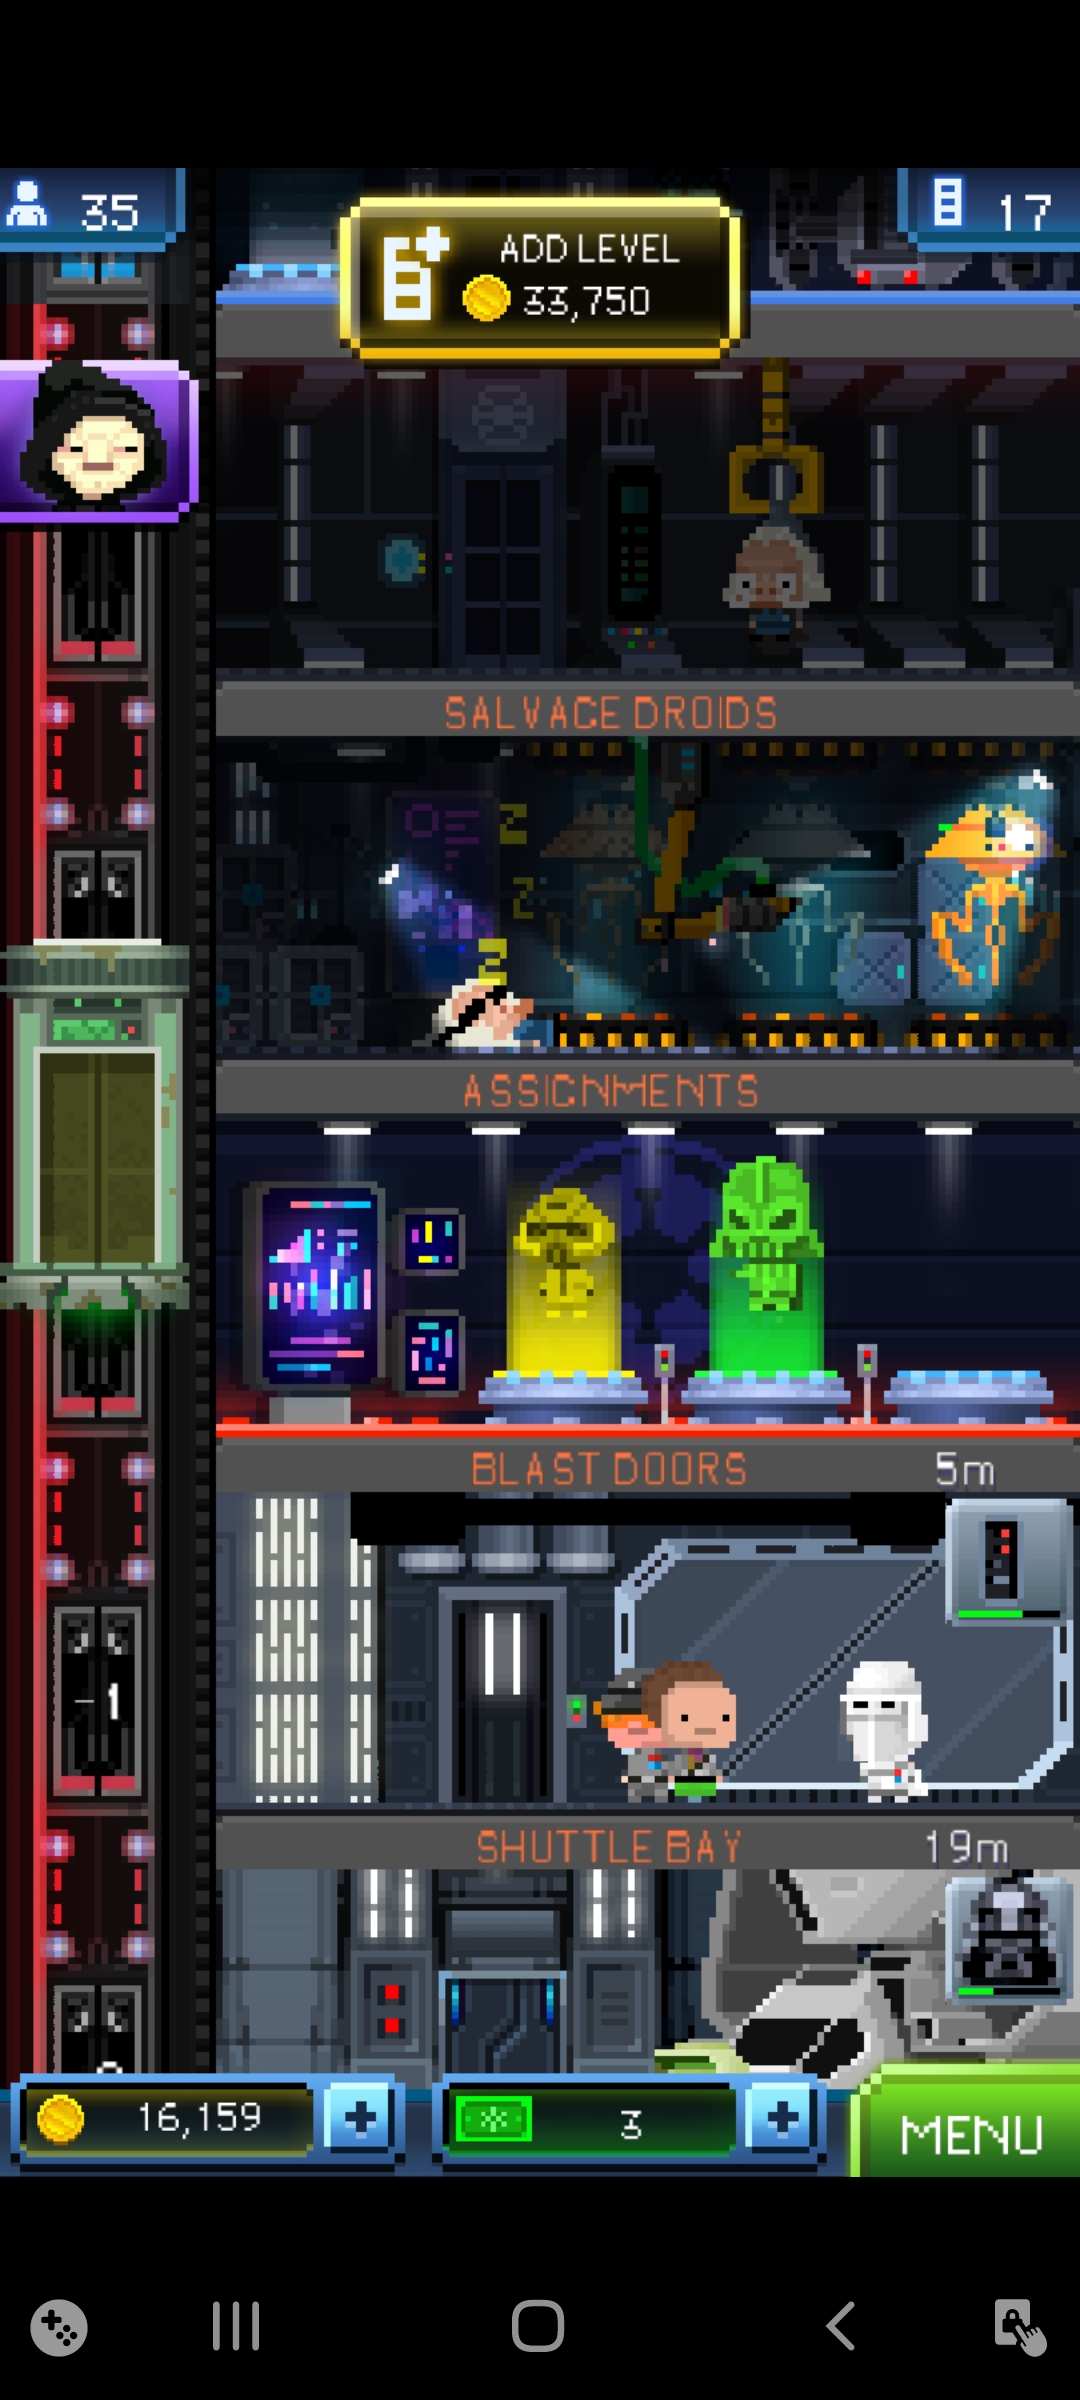 35
ADD LEVEL
33,750
17
SALVAGE DROIDS
Z
Z
Z
ASSIGNMENTS
BLAST DOORS 5m
-1
SHUTTLE BAY 19m
16,159
3
MENU